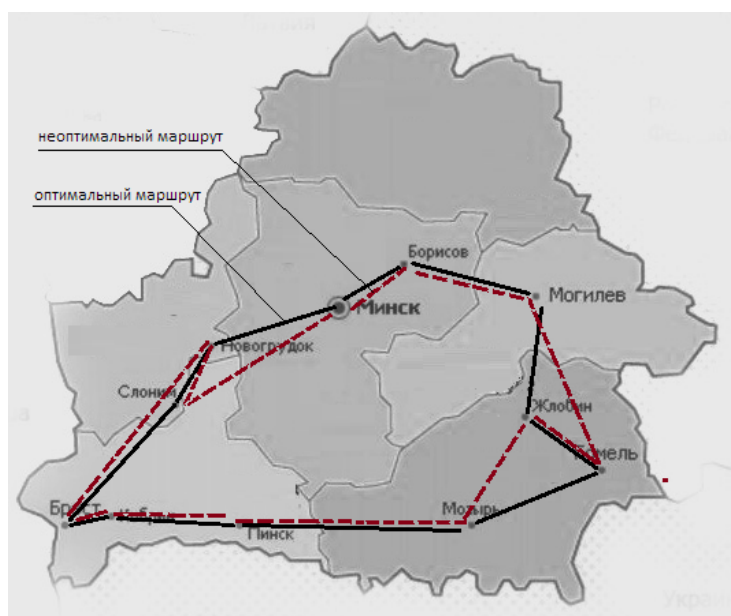 неоптимальный маршрут
оптимальный маршрут
Борисов
Могилев
Минск
Новогрудок
Слоним
Жлобин
Гомель
Брест
Мозырь
Пинск